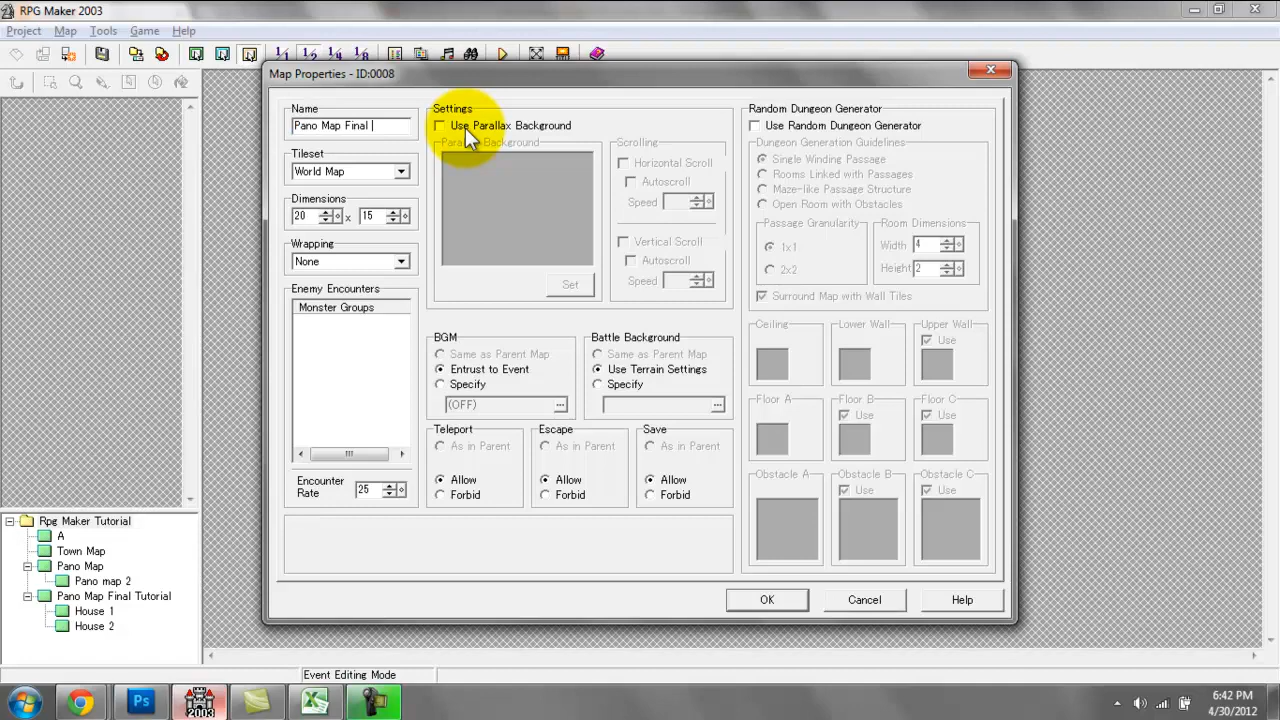 RPG Maker 2003
Project Map Tools Game Help
Map Properties - ID:0008
Name
Pano Map Final
Tileset
World Map
Dimensions
20 x 15
Wrapping
None
Enemy Encounters
Monster Groups
Encounter Rate 25
Settings
Use Parallax Background
Parallax Background
Set
Scrolling
Horizontal Scroll
Autoscroll
Speed
Vertical Scroll
Autoscroll
Speed
BGM
Same as Parent Map
Entrust to Event
Specify
(OFF) ...
Battle Background
Same as Parent Map
Use Terrain Settings
Specify
...
Teleport
As in Parent
Allow
Forbid
Escape
As in Parent
Allow
Forbid
Save
As in Parent
Allow
Forbid
Random Dungeon Generator
Use Random Dungeon Generator
Dungeon Generation Guidelines
Single Winding Passage
Rooms Linked with Passages
Maze-like Passage Structure
Open Room with Obstacles
Passage Granularity
1x1
2x2
Room Dimensions
Width 4
Height 2
Surround Map with Wall Tiles
Ceiling
Lower Wall
Upper Wall
Use
Floor A
Floor B
Use
Floor C
Use
Obstacle A
Obstacle B
Use
Obstacle C
Use
OK Cancel Help
Rpg Maker Tutorial
A
Town Map
Pano Map
Pano map 2
Pano Map Final Tutorial
House 1
House 2
Event Editing Mode
Ps
2003
6:42 PM
4/30/2012